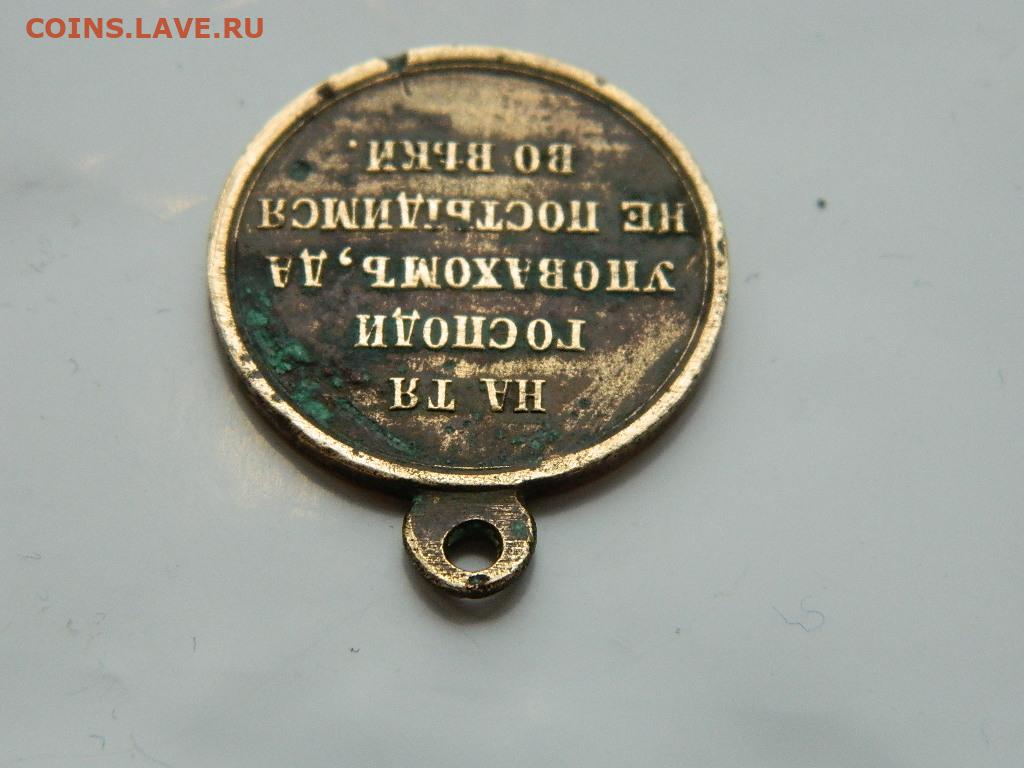 COINS.LAVE.RU
НА ТЯ
ГОСПОДИ
УПОВАХОМЪ, ДА
НЕ ПОСТЫДИМСЯ
ВО ВѢКИ.